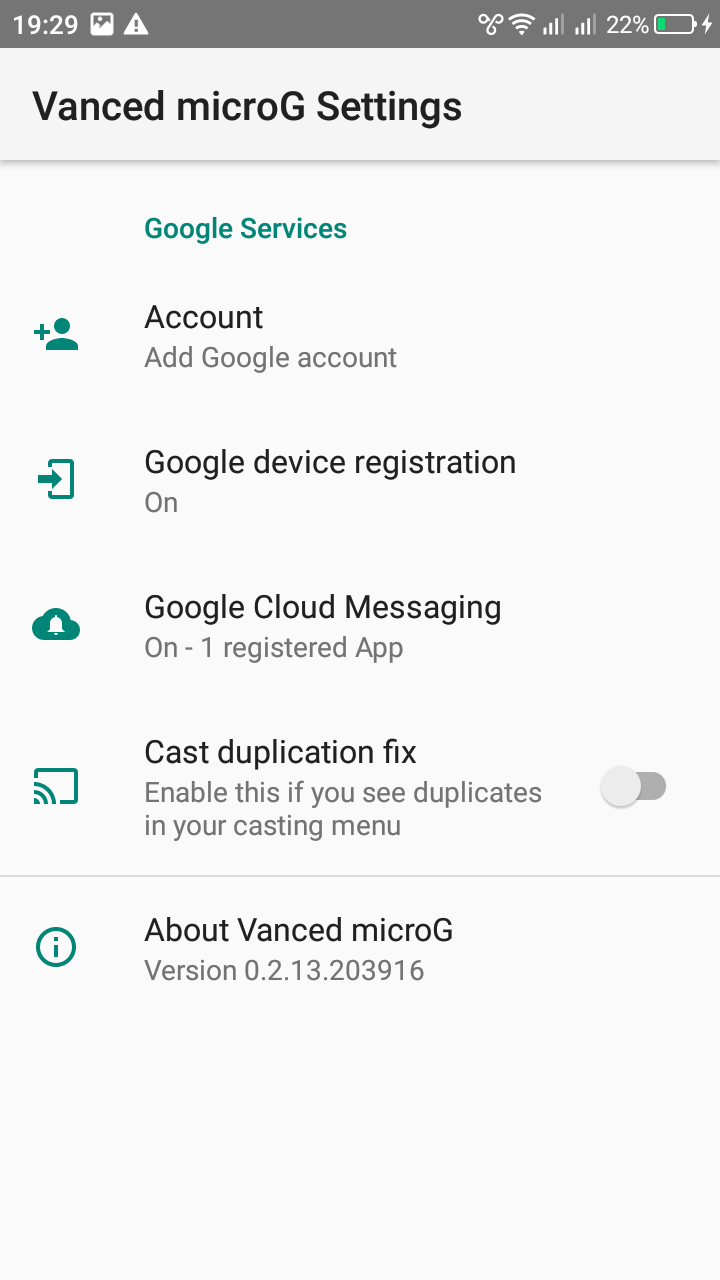 19:29 22%
Vanced microG Settings
Google Services
Account
Add Google account
Google device registration
On
Google Cloud Messaging
On - 1 registered App
Cast duplication fix
Enable this if you see duplicates
in your casting menu
About Vanced microG
Version 0.2.13.203916